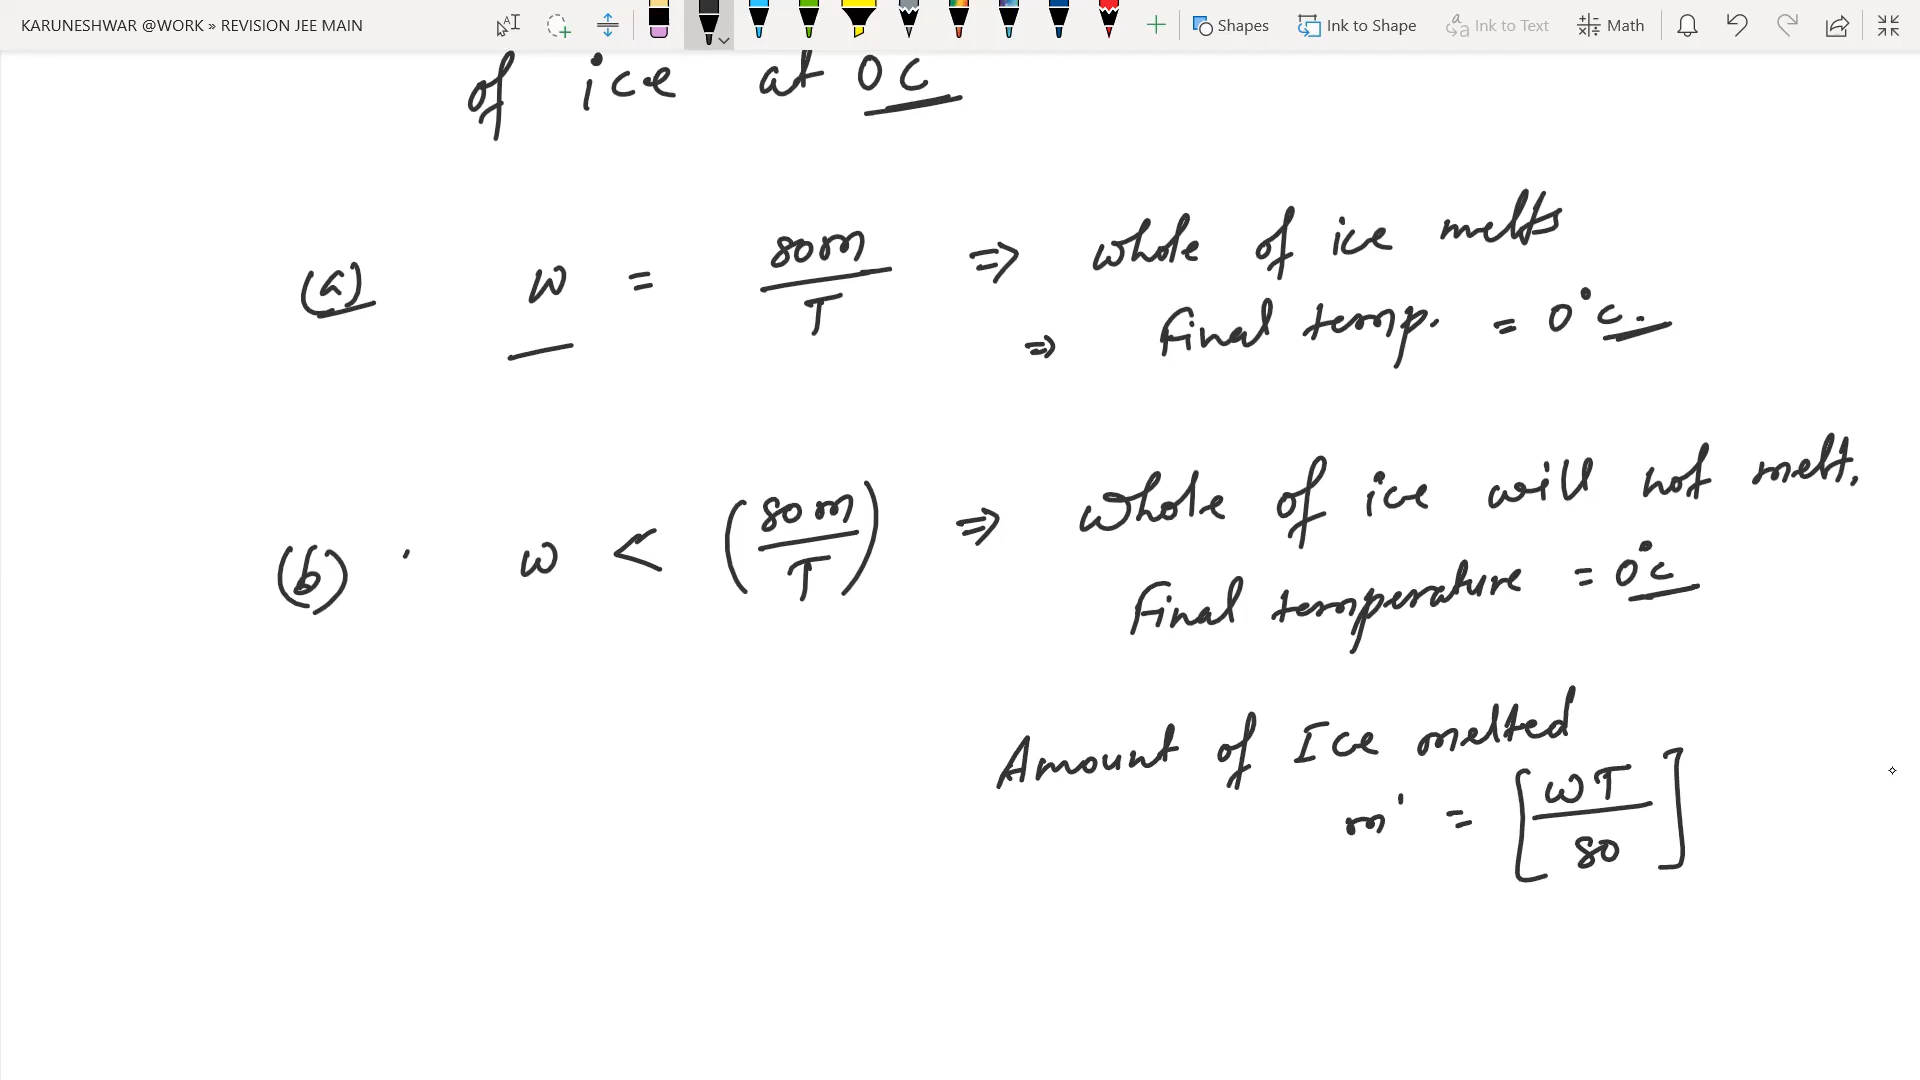 KARUNESHWAR @WORK » REVISION JEE MAIN
Shapes Ink to Shape Ink to Text Math
of ice at 0c
(a) w = 80m/T ⇒ whole of ice melts
⇒ Final temp. = 0°c.
(b) w < (80m/T) ⇒ whole of ice will not melt.
Final temperature = 0°c
Amount of Ice melted
m' = [wT/80]